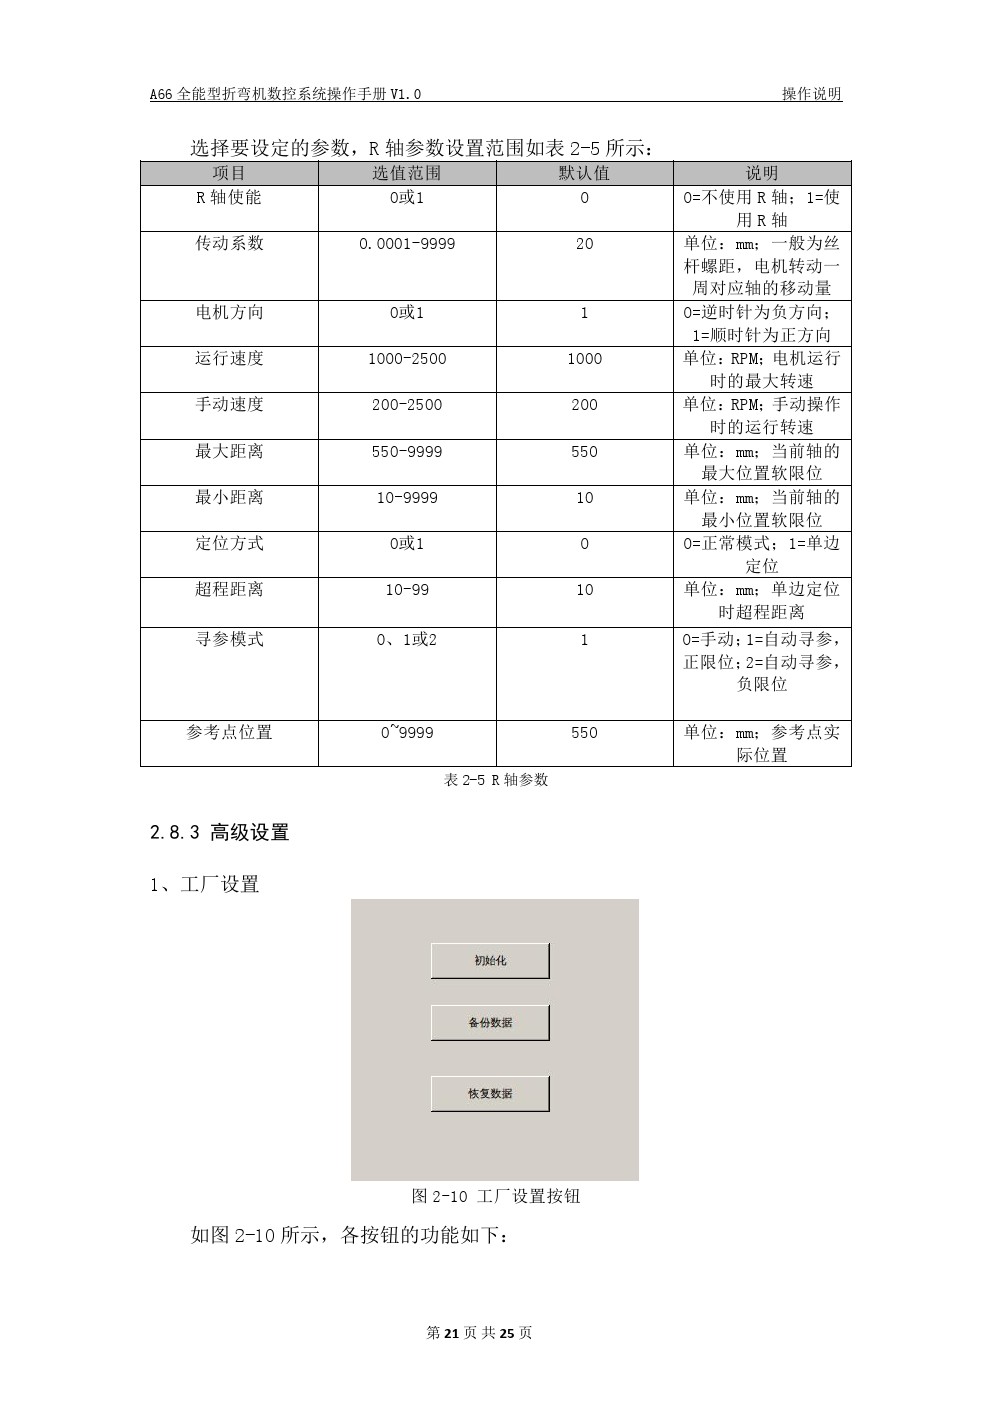 A66 全能型折弯机数控系统操作手册 V1.0 操作说明
选择要设定的参数，R 轴参数设置范围如表 2-5 所示：
项目 选值范围 默认值 说明
R 轴使能 0或1 0 0=不使用 R 轴；1=使
用 R 轴
传动系数 0.0001-9999 20 单位：mm；一般为丝
杆螺距，电机转动一
周对应轴的移动量
电机方向 0或1 1 0=逆时针为负方向；
1=顺时针为正方向
运行速度 1000-2500 1000 单位：RPM；电机运行
时的最大转速
手动速度 200-2500 200 单位：RPM；手动操作
时的运行转速
最大距离 550-9999 550 单位：mm；当前轴的
最大位置软限位
最小距离 10-9999 10 单位：mm；当前轴的
最小位置软限位
定位方式 0或1 0 0=正常模式；1=单边
定位
超程距离 10-99 10 单位：mm；单边定位
时超程距离
寻参模式 0、1或2 1 0=手动；1=自动寻参，
正限位；2=自动寻参，
负限位
参考点位置 0~9999 550 单位：mm；参考点实
际位置
表 2-5 R 轴参数
2.8.3 高级设置
1、工厂设置
初始化
备份数据
恢复数据
图 2-10 工厂设置按钮
如图 2-10 所示，各按钮的功能如下：
第 21 页 共 25 页